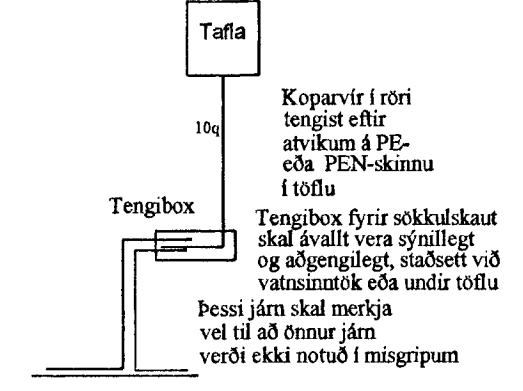 Tafla
Koparvír í röri
tengist eftir
atvikum á PE-
eða PEN-skinnu
í töflu
10q
Tengibox
Tengibox fyrir sökkulskaut
skal ávallt vera sýnillegt
og aðgengilegt, staðsett við
vatnsinntök eða undir töflu
Þessi járn skal merkja
vel til að önnur járn
verði ekki notuð í misgripum